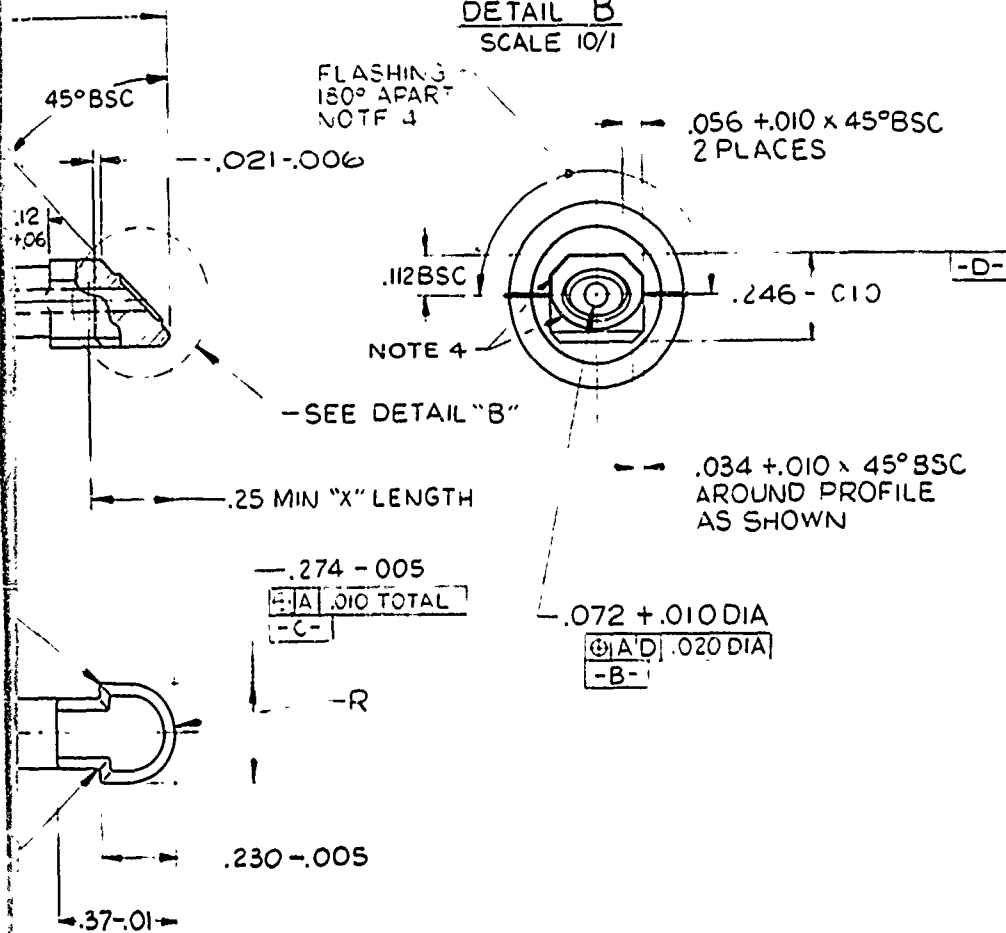 DETAIL B
SCALE 10/1
FLASHING
180° APART
NOTE 4
45°BSC
.056 +.010 x 45°BSC
2 PLACES
.021-.006
.12
+.06
.112BSC
-D-
.246 -
NOTE 4
-SEE DETAIL "B"
.034 +.010 x 45°BSC
AROUND PROFILE
AS SHOWN
.25 MIN "X" LENGTH
.274 - 005
A .010 TOTAL
-C-
.072 +.010 DIA
A D .020 DIA
-B-
-R
.230-.005
.37-.01